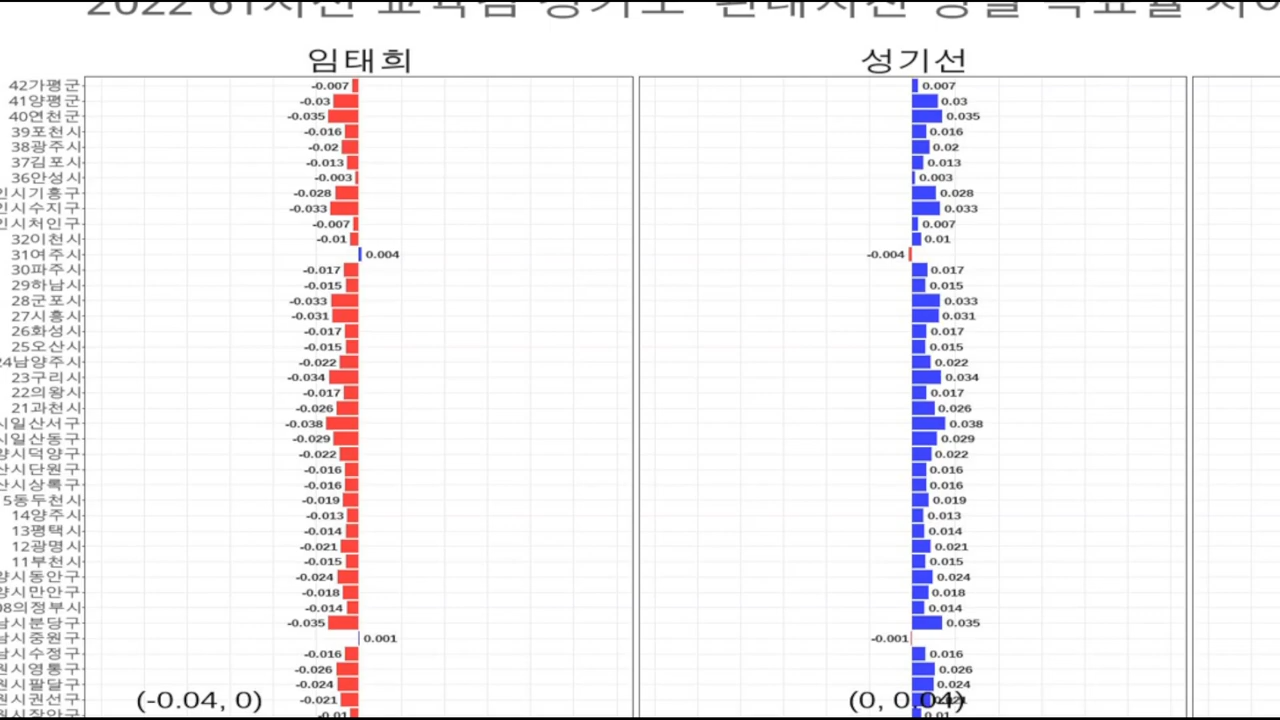 임태희 성기선
42가평군 -0.007 0.007
41양평군 -0.03 0.03
40연천군 -0.035 0.035
39포천시 -0.016 0.016
38광주시 -0.02 0.02
37김포시 -0.013 0.013
36안성시 -0.003 0.003
인시기흥구 -0.028 0.028
인시수지구 -0.033 0.033
인시처인구 -0.007 0.007
32이천시 -0.01 0.01
31여주시 0.004 -0.004
30파주시 -0.017 0.017
29하남시 -0.015 0.015
28군포시 -0.033 0.033
27시흥시 -0.031 0.031
26화성시 -0.017 0.017
25오산시 -0.015 0.015
24남양주시 -0.022 0.022
23구리시 -0.034 0.034
22의왕시 -0.017 0.017
21과천시 -0.026 0.026
시일산서구 -0.038 0.038
시일산동구 -0.029 0.029
양시덕양구 -0.022 0.022
산시단원구 -0.016 0.016
산시상록구 -0.016 0.016
5동두천시 -0.019 0.019
14양주시 -0.013 0.013
13평택시 -0.014 0.014
12광명시 -0.021 0.021
11부천시 -0.015 0.015
양시동안구 -0.024 0.024
양시만안구 -0.018 0.018
08의정부시 -0.014 0.014
남시분당구 -0.035 0.035
남시중원구 0.001 -0.001
남시수정구 -0.016 0.016
원시영통구 -0.026 0.026
원시팔달구 -0.024 0.024
원시권선구 (-0.04, 0) -0.021 (0, 0.04)
원시장안구 -0.01 0.01